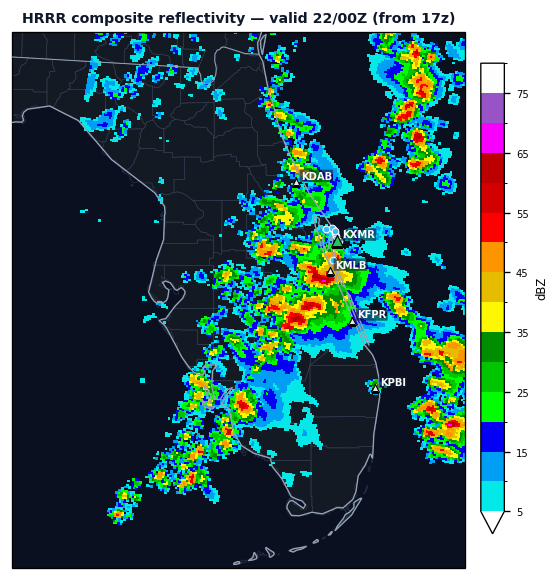 HRRR composite reflectivity — valid 22/00Z (from 17z)
KDAB
KXMR
KMLB
KFPR
KPBI
75
65
55
45
35
25
15
5
dBZ